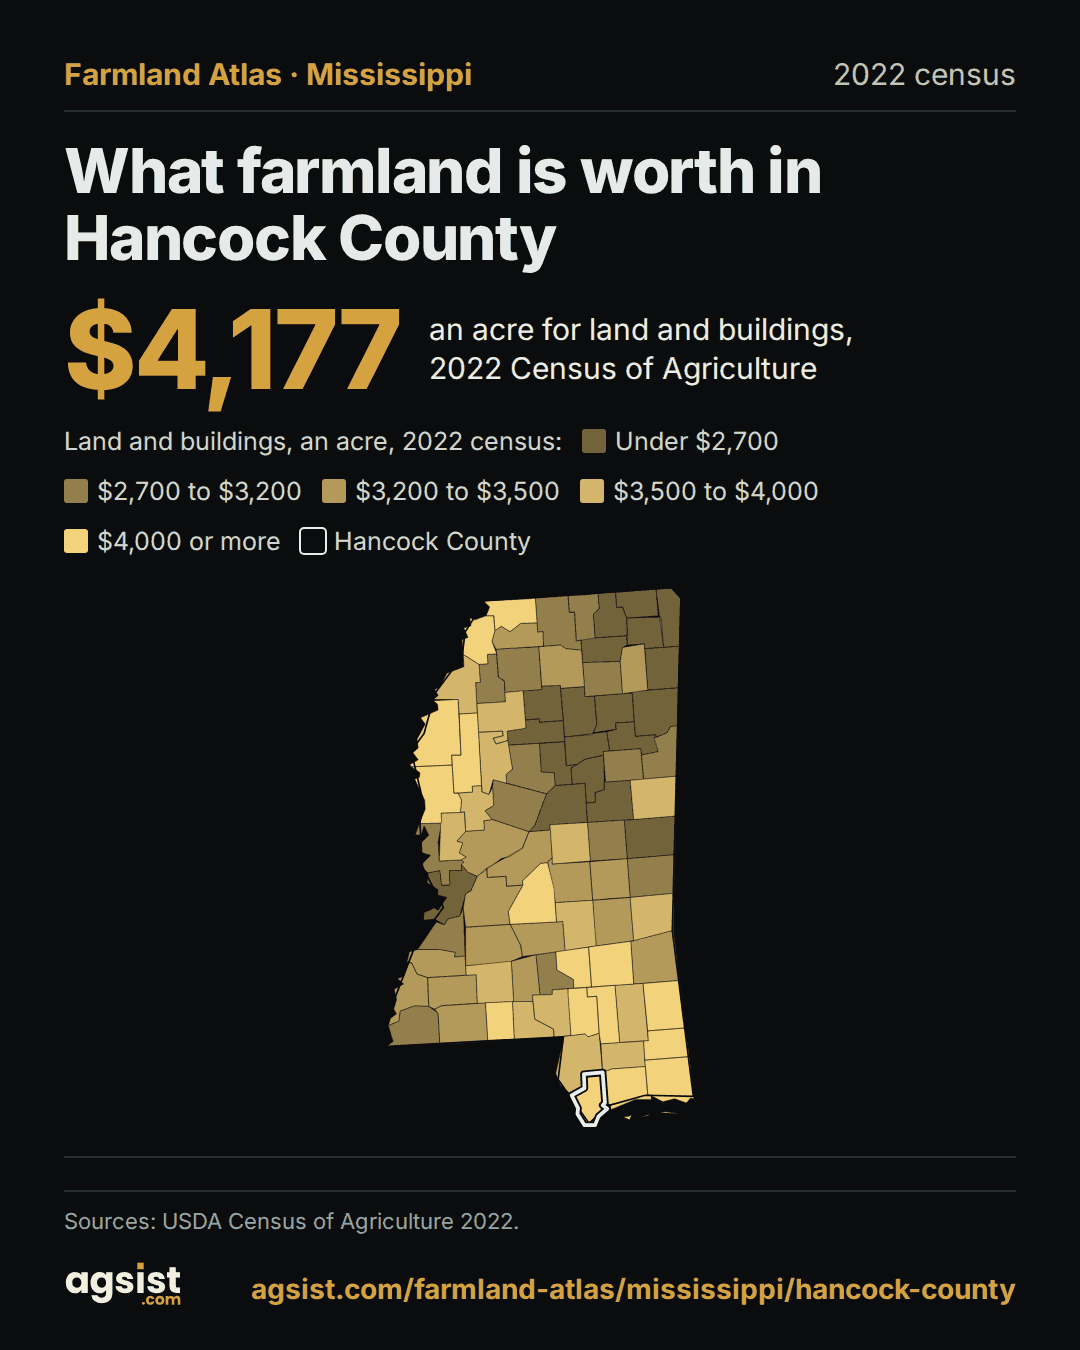 Farmland Atlas · Mississippi
2022 census
What farmland is worth in
Hancock County
$4,177
an acre for land and buildings,
2022 Census of Agriculture
Land and buildings, an acre, 2022 census: Under $2,700
$2,700 to $3,200 $3,200 to $3,500 $3,500 to $4,000
$4,000 or more Hancock County
Sources: USDA Census of Agriculture 2022.
agsist
.com
agsist.com/farmland-atlas/mississippi/hancock-county